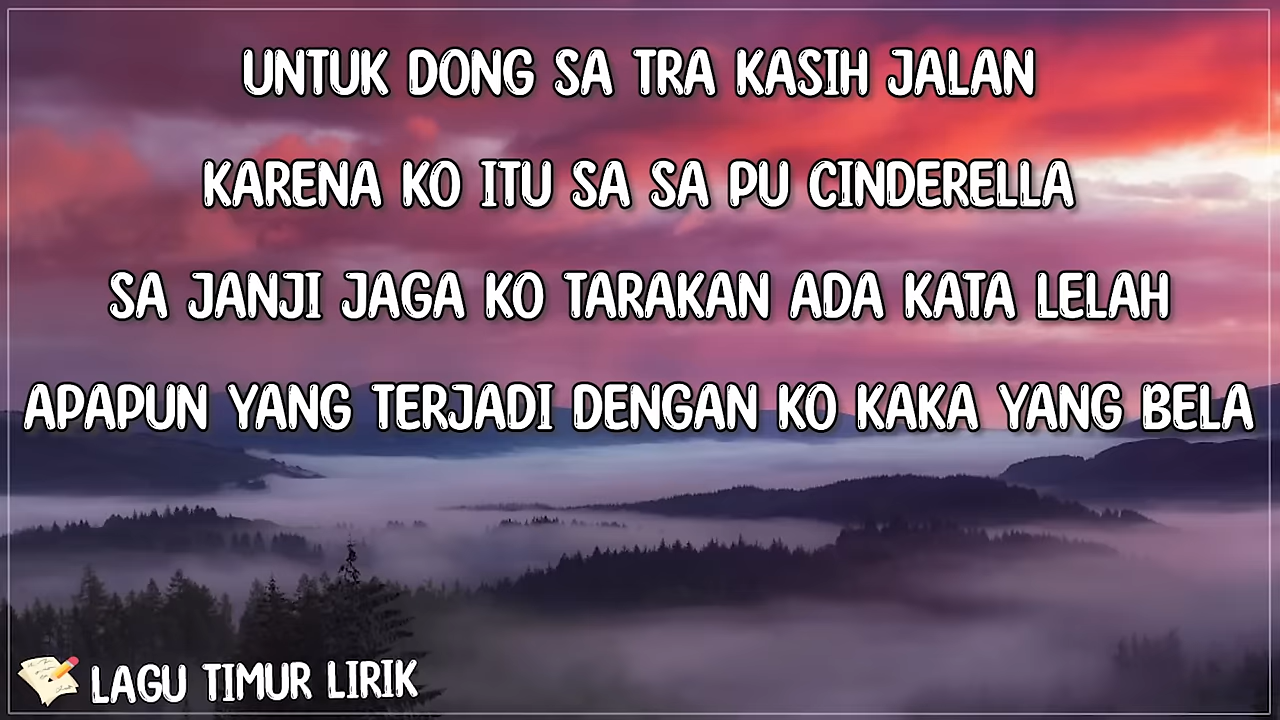 UNTUK DONG SA TRA KASIH JALAN
KARENA KO ITU SA SA PU CINDERELLA
SA JANJI JAGA KO TARAKAN ADA KATA LELAH
APAPUN YANG TERJADI DENGAN KO KAKA YANG BELA
LAGU TIMUR LIRIK